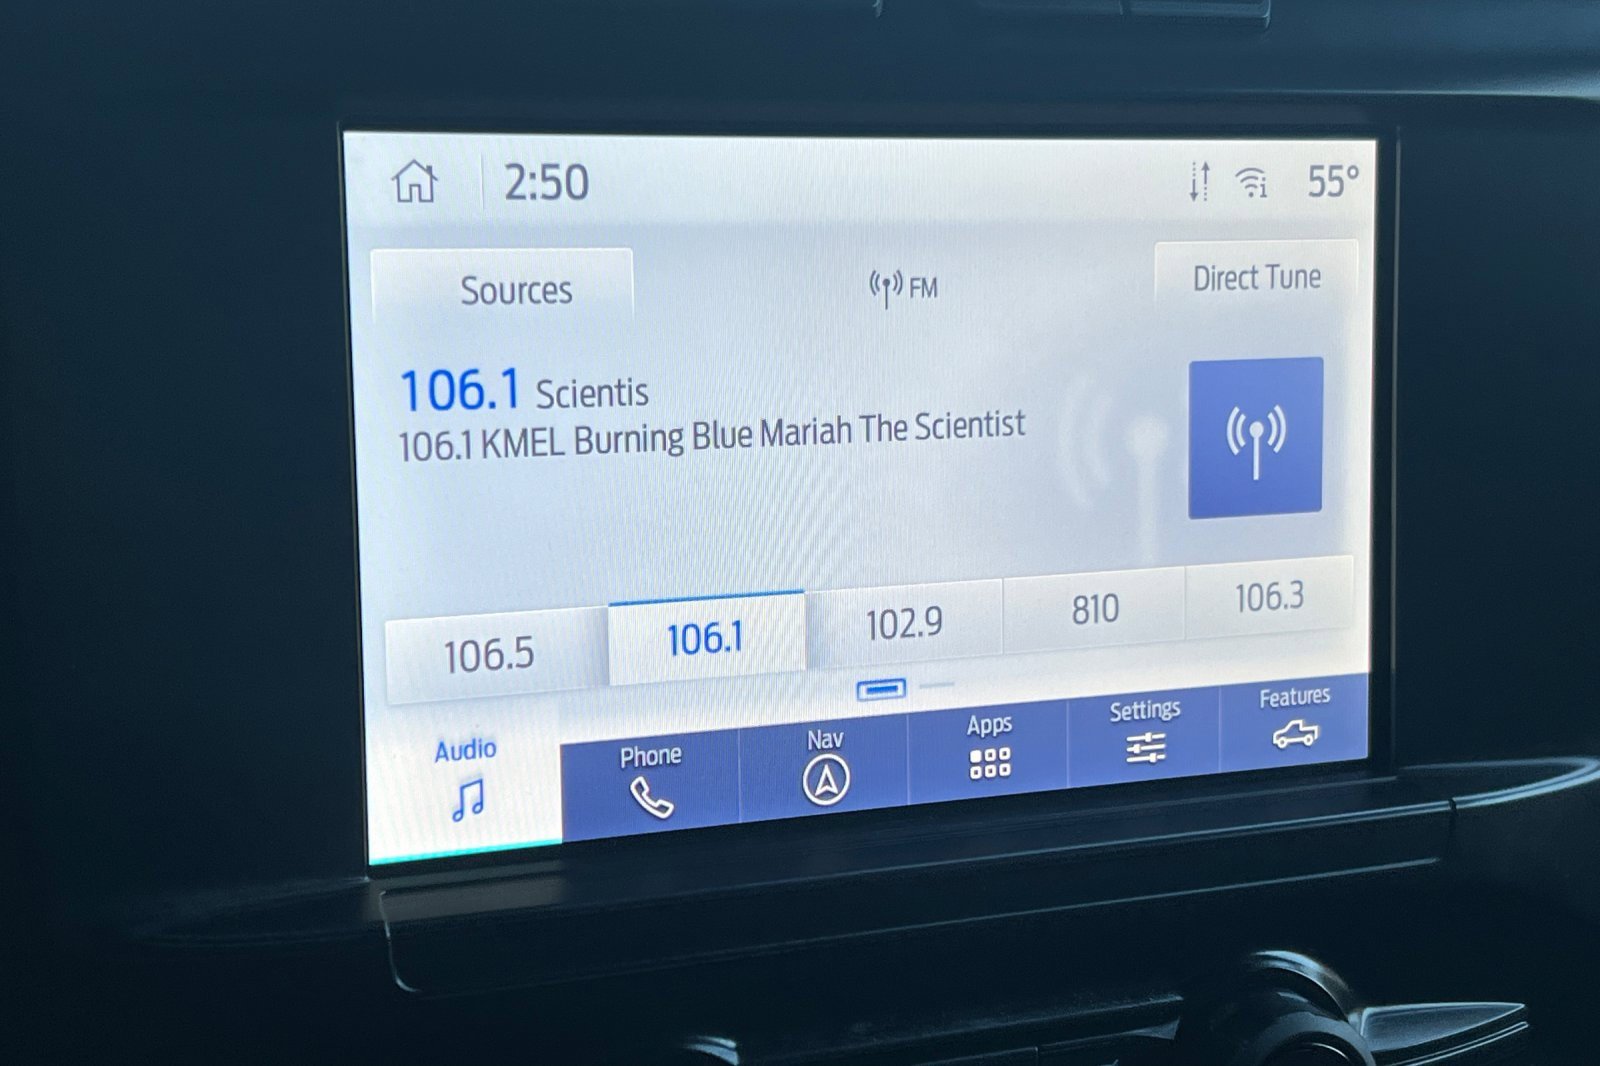 2:50
55°
Sources
FM
Direct Tune
106.1 Scientis
106.1 KMEL Burning Blue Mariah The Scientist
106.5
106.1
102.9
810
106.3
Audio
Phone
Nav
Apps
Settings
Features